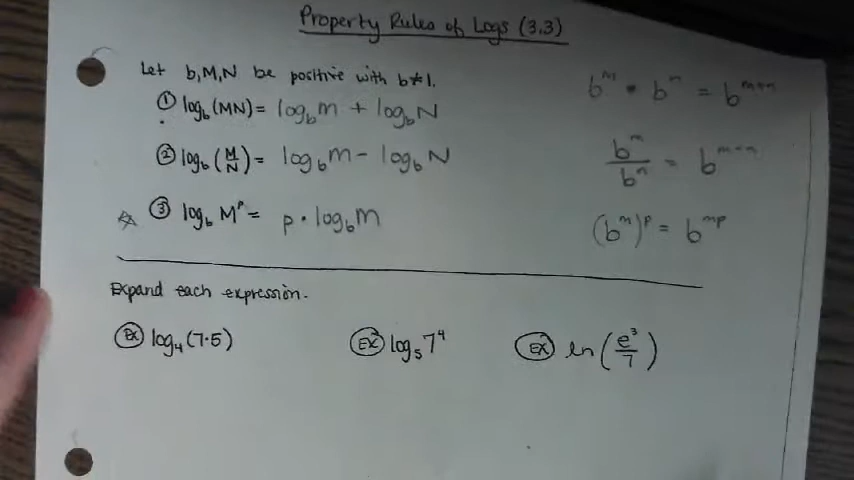 Property Rules of Logs (3.3)
Let b,M,N be positive with b≠1.
① log_b(MN) = log_b m + log_b N
② log_b(M/N) = log_b m - log_b N
☆ ③ log_b M^p = p · log_b m
b^m · b^n = b^(m+n)
b^m / b^n = b^(m-n)
(b^m)^p = b^(mp)
Expand each expression.
Ex log_4(7·5)
Ex log_5 7^4
Ex ln(e^3/7)